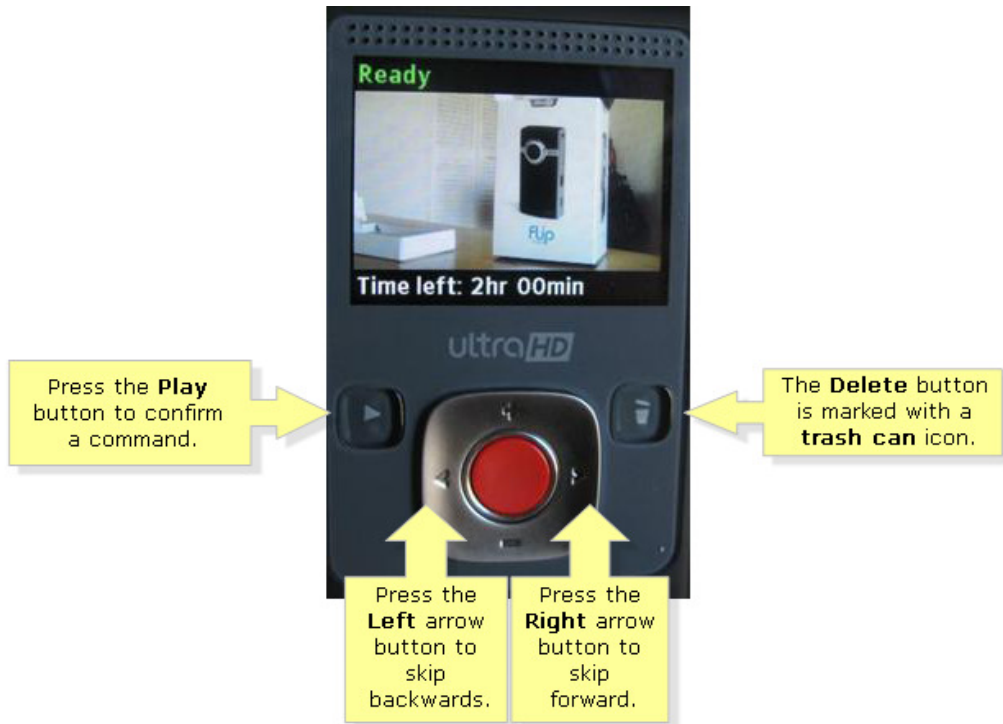 Ready
flip
Time left: 2hr 00min
ultra HD
Press the Play
button to confirm
a command.
The Delete button
is marked with a
trash can icon.
Press the
Left arrow
button to
skip
backwards.
Press the
Right arrow
button to
skip
forward.